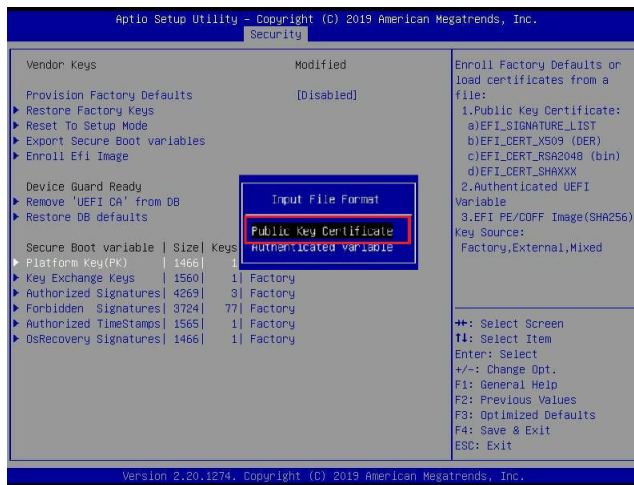 Aptio Setup Utility – Copyright (C) 2019 American Megatrends, Inc.
Security
Vendor Keys Modified
Provision Factory Defaults [Disabled]
Restore Factory Keys
Reset To Setup Mode
Export Secure Boot variables
Enroll Efi Image
Device Guard Ready
Remove 'UEFI CA' from DB
Restore DB defaults
Secure Boot variable | Size| Keys
Platform Key(PK) | 1466| 1
Key Exchange Keys | 1560| 1| Factory
Authorized Signatures| 4269| 3| Factory
Forbidden Signatures| 3724| 77| Factory
Authorized TimeStamps| 1565| 1| Factory
OsRecovery Signatures| 1466| 1| Factory
Input File Format
Public Key Certificate
Authenticated Variable
Enroll Factory Defaults or
load certificates from a
file:
1.Public Key Certificate:
a)EFI_SIGNATURE_LIST
b)EFI_CERT_X509 (DER)
c)EFI_CERT_RSA2048 (bin)
d)EFI_CERT_SHAXXX
2.Authenticated UEFI
Variable
3.EFI PE/COFF Image(SHA256)
Key Source:
Factory,External,Mixed
→←: Select Screen
↑↓: Select Item
Enter: Select
+/-: Change Opt.
F1: General Help
F2: Previous Values
F3: Optimized Defaults
F4: Save & Exit
ESC: Exit
Version 2.20.1274. Copyright (C) 2019 American Megatrends, Inc.